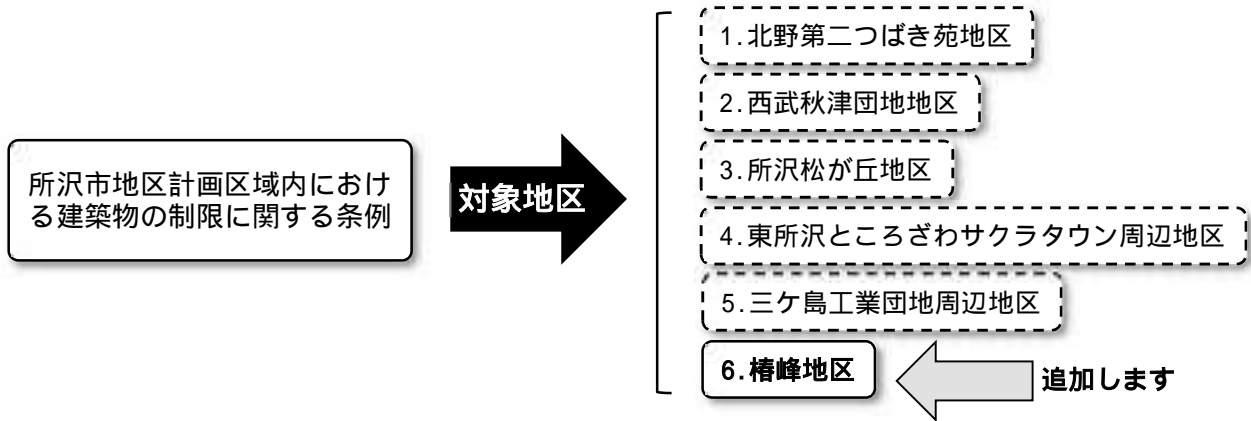 所沢市地区計画区域内におけ
る建築物の制限に関する条例
対象地区
1.北野第二つばき苑地区
2.西武秋津団地地区
3.所沢松が丘地区
4.東所沢ところざわサクラタウン周辺地区
5.三ケ島工業団地周辺地区
6.椿峰地区
追加します